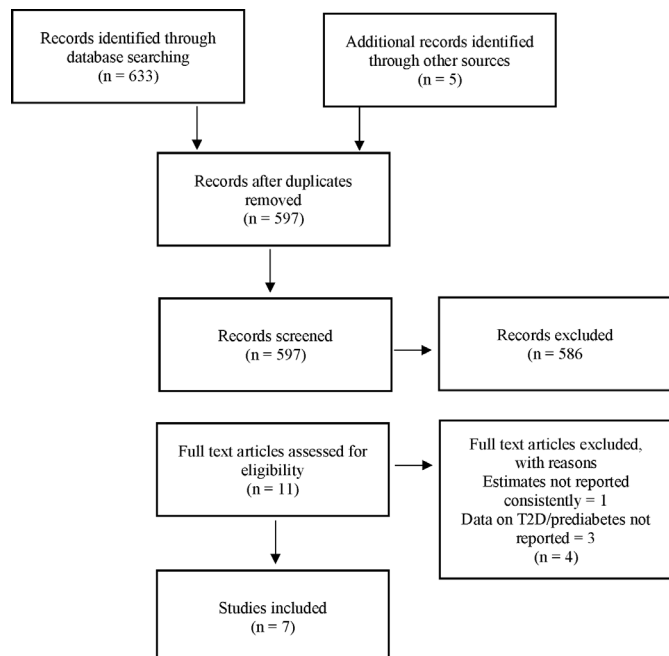 Records identified through
database searching
(n = 633)
Additional records identified
through other sources
(n = 5)
Records after duplicates
removed
(n = 597)
Records screened
(n = 597)
Records excluded
(n = 586
Full text articles assessed for
eligibility
(n = 11)
Full text articles excluded,
with reasons
Estimates not reported
consistently = 1
Data on T2D/prediabetes not
reported = 3
(n = 4)
Studies included
(n = 7)